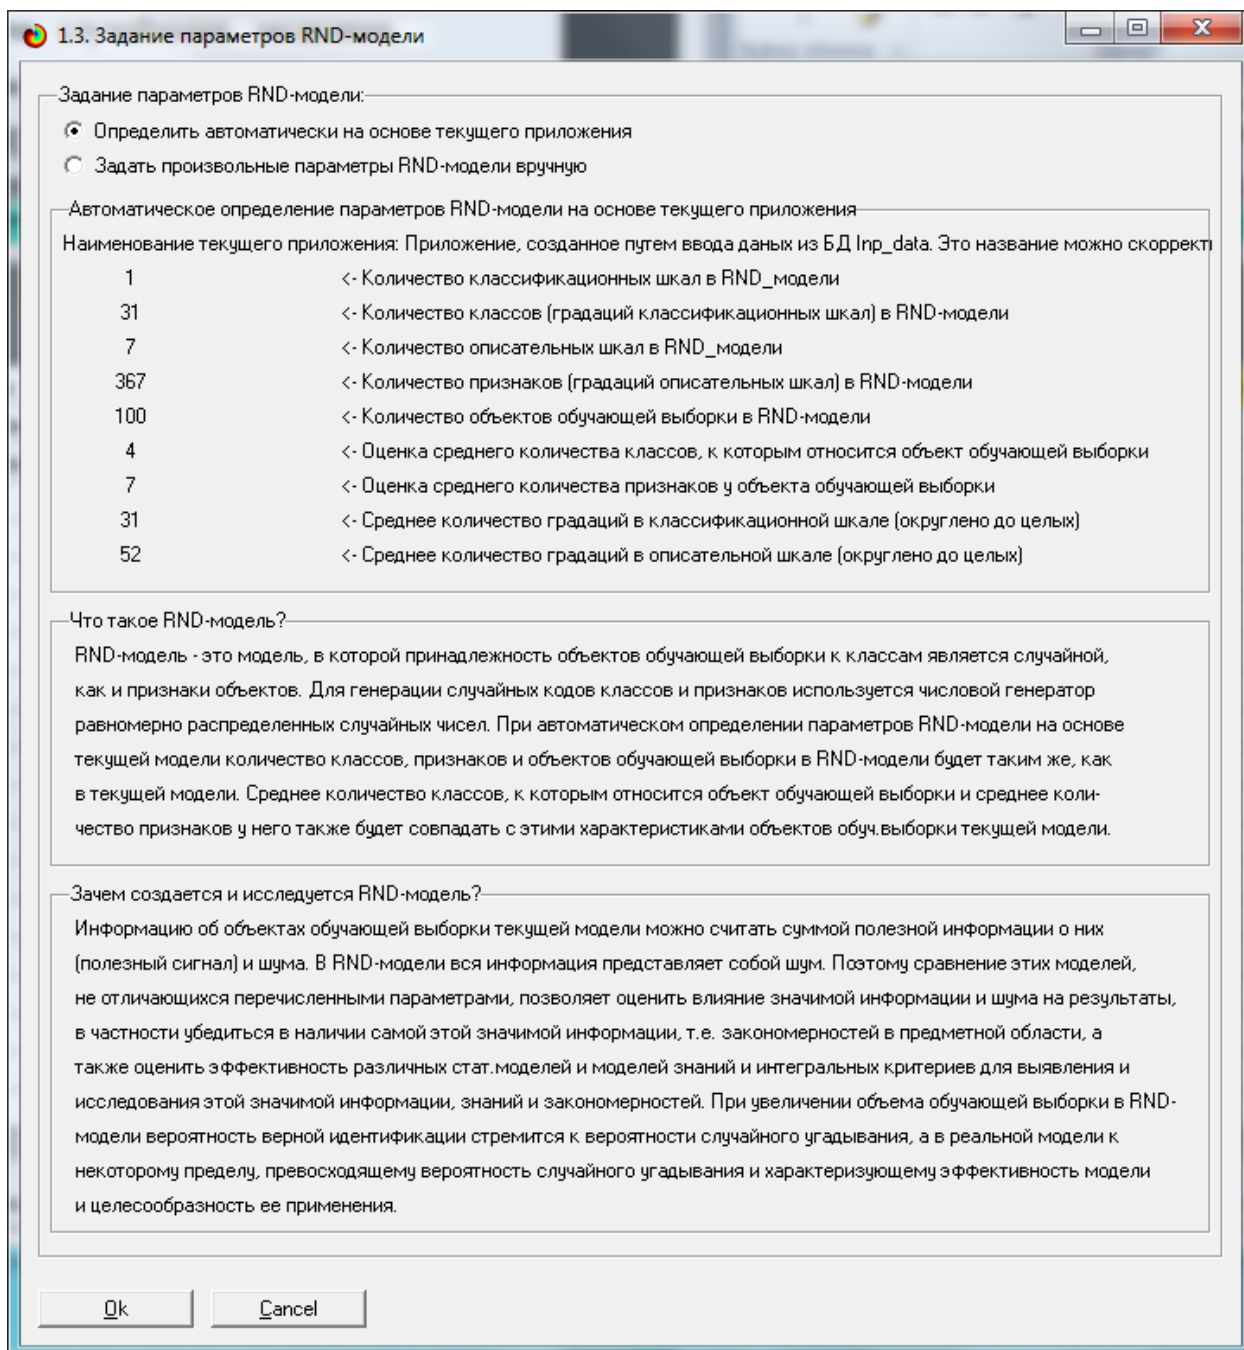 1.3. Задание параметров RND-модели
Задание параметров RND-модели:
Определить автоматически на основе текущего приложения
Задать произвольные параметры RND-модели вручную
Автоматическое определение параметров RND-модели на основе текущего приложения
Наименование текущего приложения: Приложение, созданное путем ввода даных из БД Inp_data. Это название можно скоррект
1 <- Количество классификационных шкал в RND_модели
31 <- Количество классов (градаций классификационных шкал) в RND-модели
7 <- Количество описательных шкал в RND_модели
367 <- Количество признаков (градаций описательных шкал) в RND-модели
100 <- Количество объектов обучающей выборки в RND-модели
4 <- Оценка среднего количества классов, к которым относится объект обучающей выборки
7 <- Оценка среднего количества признаков у объекта обучающей выборки
31 <- Среднее количество градаций в классификационной шкале (округлено до целых)
52 <- Среднее количество градаций в описательной шкале (округлено до целых)
Что такое RND-модель?
RND-модель - это модель, в которой принадлежность объектов обучающей выборки к классам является случайной,
как и признаки объектов. Для генерации случайных кодов классов и признаков используется числовой генератор
равномерно распределенных случайных чисел. При автоматическом определении параметров RND-модели на основе
текущей модели количество классов, признаков и объектов обучающей выборки в RND-модели будет таким же, как
в текущей модели. Среднее количество классов, к которым относится объект обучающей выборки и среднее коли-
чество признаков у него также будет совпадать с этими характеристиками объектов обуч.выборки текущей модели.
Зачем создается и исследуется RND-модель?
Информацию об объектах обучающей выборки текущей модели можно считать суммой полезной информации о них
(полезный сигнал) и шума. В RND-модели вся информация представляет собой шум. Поэтому сравнение этих моделей,
не отличающихся перечисленными параметрами, позволяет оценить влияние значимой информации и шума на результаты,
в частности убедиться в наличии самой этой значимой информации, т.е. закономерностей в предметной области, а
также оценить эффективность различных стат.моделей и моделей знаний и интегральных критериев для выявления и
исследования этой значимой информации, знаний и закономерностей. При увеличении объема обучающей выборки в RND-
модели вероятность верной идентификации стремится к вероятности случайного угадывания, а в реальной модели к
некоторому пределу, превосходящему вероятность случайного угадывания и характеризующему эффективность модели
и целесообразность ее применения.
Ok Cancel